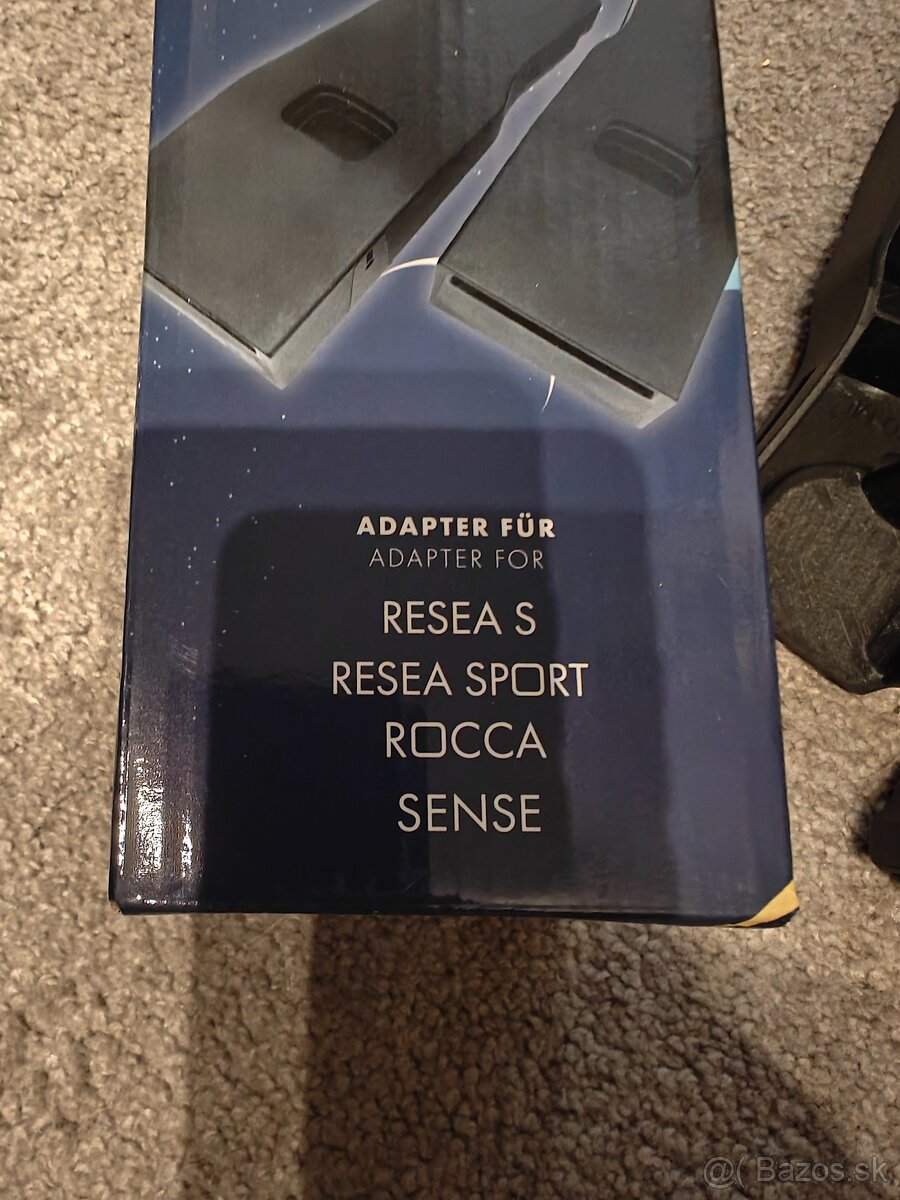 ADAPTER FÜR
ADAPTER FOR
RESEA S
RESEA SPORT
ROCCA
SENSE
@( Bazos.sk